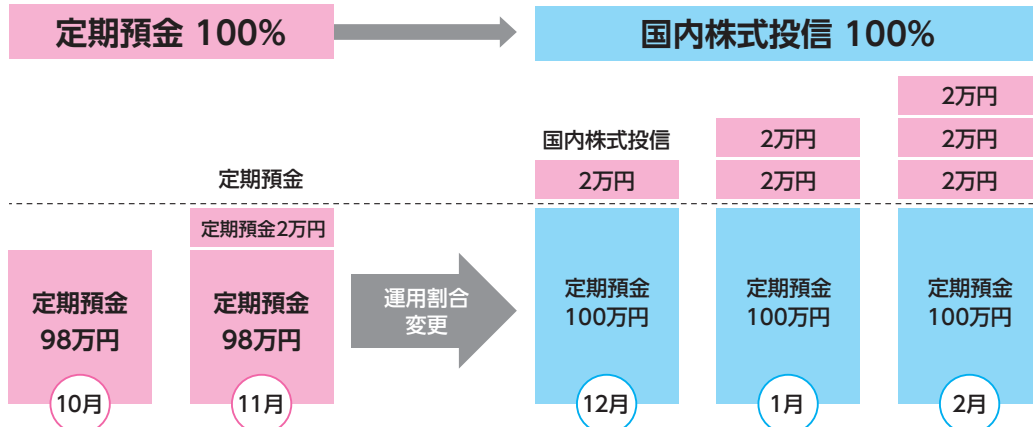 定期預金 100%
国内株式投信 100%
定期預金
定期預金2万円
定期預金
98万円
10月
定期預金
98万円
11月
運用割合
変更
国内株式投信
2万円
定期預金
100万円
12月
2万円
2万円
定期預金
100万円
1月
2万円
2万円
2万円
定期預金
100万円
2月